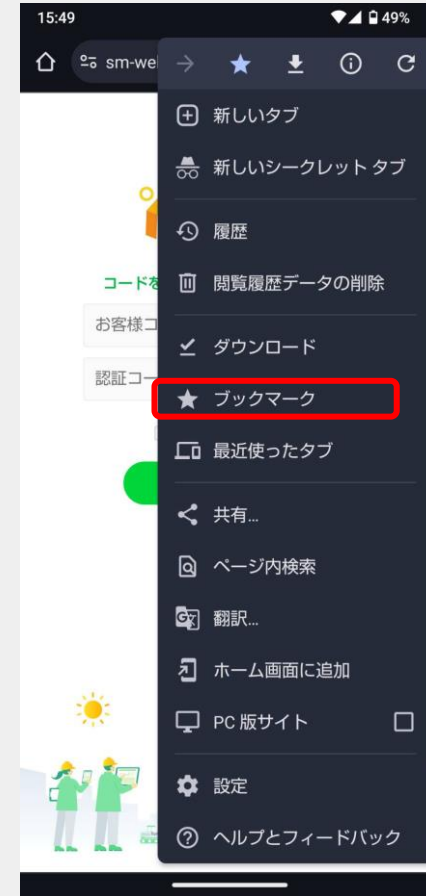 15:49
49%
sm-wel
新しいタブ
新しいシークレット タブ
履歴
コードを
閲覧履歴データの削除
お客様コ
ダウンロード
認証コー
ブックマーク
最近使ったタブ
共有...
ページ内検索
翻訳...
ホーム画面に追加
PC 版サイト
設定
ヘルプとフィードバック